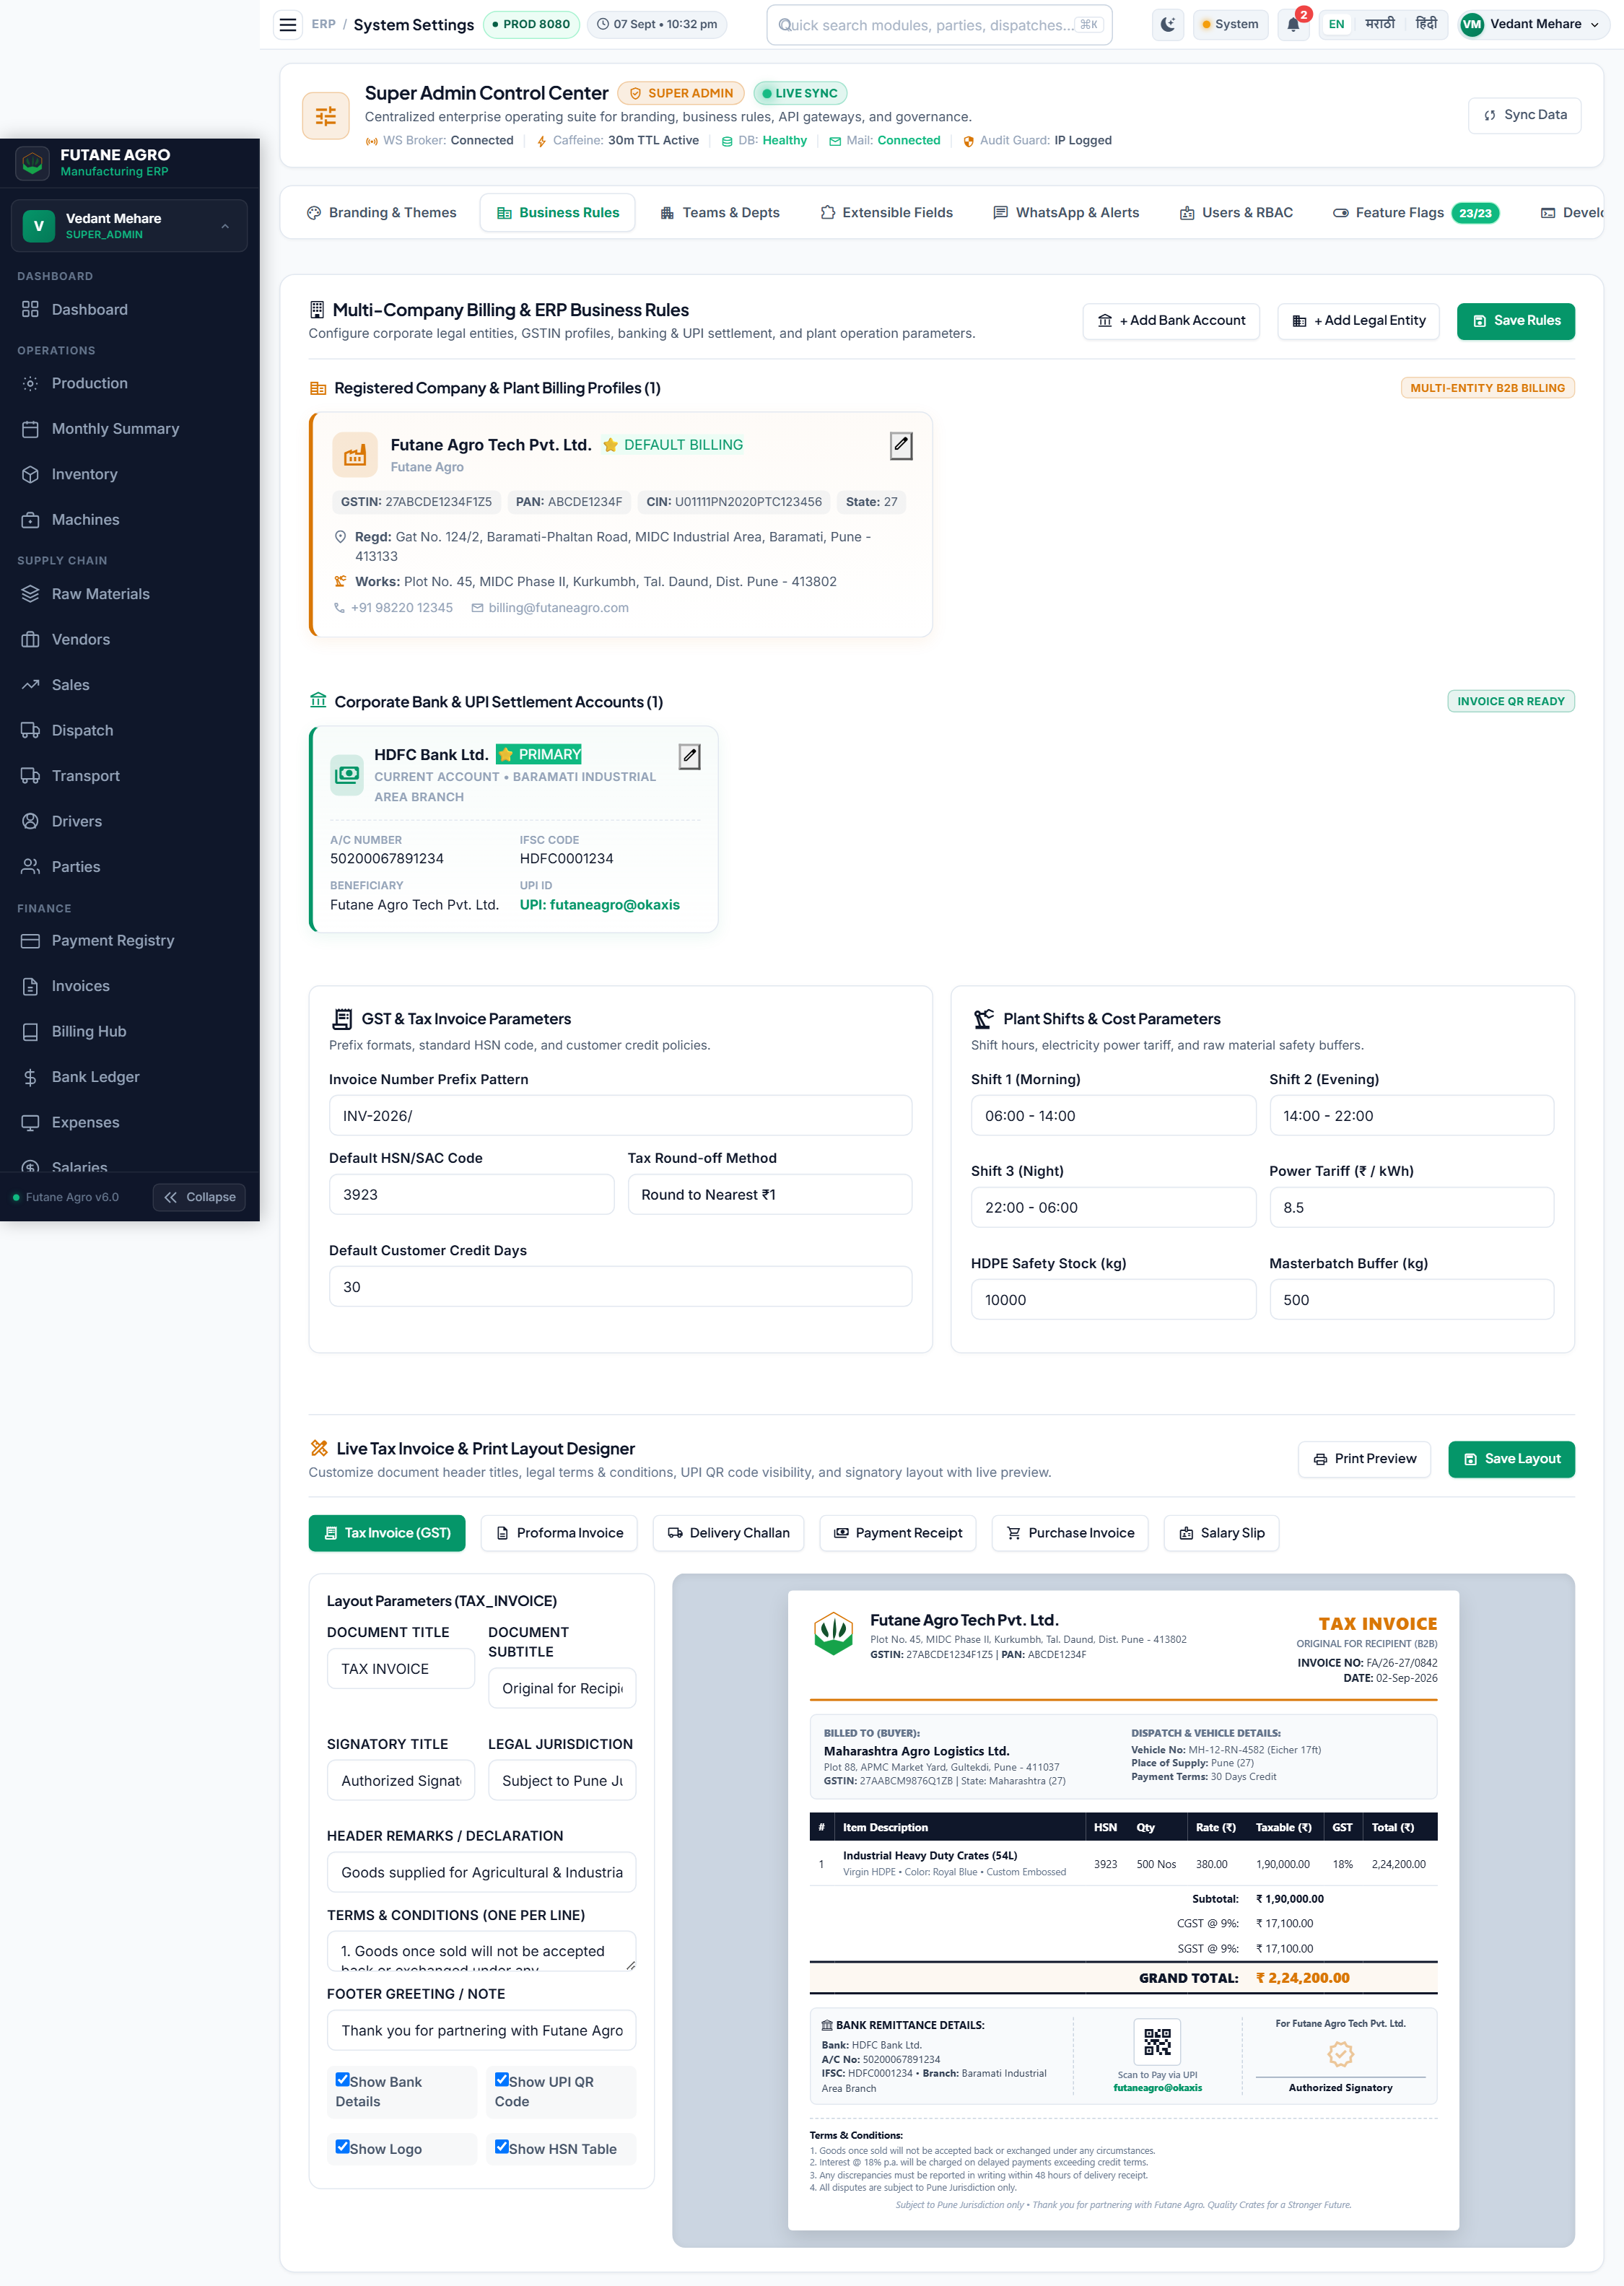 ERP / System Settings
PROD 8080
07 Sept • 10:32 pm
Quick search modules, parties, dispatches... ⌘K
System
2
EN मराठी हिंदी
VM Vedant Mehare
FUTANE AGRO
Manufacturing ERP
V Vedant Mehare
SUPER_ADMIN
DASHBOARD
Dashboard
OPERATIONS
Production
Monthly Summary
Inventory
Machines
SUPPLY CHAIN
Raw Materials
Vendors
Sales
Dispatch
Transport
Drivers
Parties
FINANCE
Payment Registry
Invoices
Billing Hub
Bank Ledger
Expenses
Salaries
Futane Agro v6.0
Collapse
Super Admin Control Center SUPER ADMIN LIVE SYNC
Centralized enterprise operating suite for branding, business rules, API gateways, and governance.
WS Broker: Connected Caffeine: 30m TTL Active DB: Healthy Mail: Connected Audit Guard: IP Logged
Sync Data
Branding & Themes
Business Rules
Teams & Depts
Extensible Fields
WhatsApp & Alerts
Users & RBAC
Feature Flags 23/23
Multi-Company Billing & ERP Business Rules
Configure corporate legal entities, GSTIN profiles, banking & UPI settlement, and plant operation parameters.
+ Add Bank Account
+ Add Legal Entity
Save Rules
Registered Company & Plant Billing Profiles (1)
MULTI-ENTITY B2B BILLING
Futane Agro Tech Pvt. Ltd. DEFAULT BILLING
Futane Agro
GSTIN: 27ABCDE1234F1Z5 PAN: ABCDE1234F CIN: U01111PN2020PTC123456 State: 27
Regd: Gat No. 124/2, Baramati-Phaltan Road, MIDC Industrial Area, Baramati, Pune -
413133
Works: Plot No. 45, MIDC Phase II, Kurkumbh, Tal. Daund, Dist. Pune - 413802
+91 98220 12345 billing@futaneagro.com
Corporate Bank & UPI Settlement Accounts (1)
INVOICE QR READY
HDFC Bank Ltd. PRIMARY
CURRENT ACCOUNT • BARAMATI INDUSTRIAL
AREA BRANCH
A/C NUMBER IFSC CODE
50200067891234 HDFC0001234
BENEFICIARY UPI ID
Futane Agro Tech Pvt. Ltd. UPI: futaneagro@okaxis
GST & Tax Invoice Parameters
Prefix formats, standard HSN code, and customer credit policies.
Invoice Number Prefix Pattern
INV-2026/
Default HSN/SAC Code Tax Round-off Method
3923 Round to Nearest ₹1
Default Customer Credit Days
30
Plant Shifts & Cost Parameters
Shift hours, electricity power tariff, and raw material safety buffers.
Shift 1 (Morning) Shift 2 (Evening)
06:00 - 14:00 14:00 - 22:00
Shift 3 (Night) Power Tariff (₹ / kWh)
22:00 - 06:00 8.5
HDPE Safety Stock (kg) Masterbatch Buffer (kg)
10000 500
Live Tax Invoice & Print Layout Designer
Customize document header titles, legal terms & conditions, UPI QR code visibility, and signatory layout with live preview.
Print Preview
Save Layout
Tax Invoice (GST)
Proforma Invoice
Delivery Challan
Payment Receipt
Purchase Invoice
Salary Slip
Layout Parameters (TAX_INVOICE)
DOCUMENT TITLE
TAX INVOICE
DOCUMENT
SUBTITLE
Original for
SIGNATORY TITLE LEGAL JURISDICTION
Authorized Subject to Pune
HEADER REMARKS / DECLARATION
Goods supplied for Agricultural & Industria
TERMS & CONDITIONS (ONE PER LINE)
1. Goods once sold will not be accepted
back or exchanged under any
FOOTER GREETING / NOTE
Thank you for partnering with Futane Agro
Show Bank
Details
Show UPI QR
Code
Show Logo
Show HSN Table
Futane Agro Tech Pvt. Ltd.
Plot No. 45, MIDC Phase II, Kurkumbh, Tal. Daund, Dist. Pune - 413802
GSTIN: 27ABCDE1234F1Z5 | PAN: ABCDE1234F
TAX INVOICE
ORIGINAL FOR RECIPIENT (B2B)
INVOICE NO: FA/26-27/0842
DATE: 02-Sep-2026
BILLED TO (BUYER):
Maharashtra Agro Logistics Ltd.
Plot 88, APMC Market Yard, Gultekdi, Pune - 411037
GSTIN: 27AABCM9876Q1ZB | State: Maharashtra (27)
DISPATCH & VEHICLE DETAILS:
Vehicle No: MH-12-RN-4582 (Eicher 17ft)
Place of Supply: Pune (27)
Payment Terms: 30 Days Credit
# Item Description HSN Qty Rate (₹) Taxable (₹) GST Total (₹)
1 Industrial Heavy Duty Crates (54L) 3923 500 Nos 380.00 1,90,000.00 18% 2,24,200.00
Virgin HDPE • Color: Royal Blue • Custom Embossed
Subtotal: ₹ 1,90,000.00
CGST @ 9%: ₹ 17,100.00
SGST @ 9%: ₹ 17,100.00
GRAND TOTAL: ₹ 2,24,200.00
BANK REMITTANCE DETAILS:
Bank: HDFC Bank Ltd.
A/C No: 50200067891234
IFSC: HDFC0001234 • Branch: Baramati Industrial
Area Branch
Scan to Pay via UPI
futaneagro@okaxis
For Futane Agro Tech Pvt. Ltd.
Authorized Signatory
Terms & Conditions:
1. Goods once sold will not be accepted back or exchanged under any circumstances.
2. Interest @ 18% p.a. will be charged on delayed payments exceeding credit terms.
3. Any discrepancies must be reported in writing within 48 hours of delivery receipt.
4. All disputes are subject to Pune Jurisdiction only.
Subject to Pune Jurisdiction only • Thank you for partnering with Futane Agro. Quality Crates for a Stronger Future.